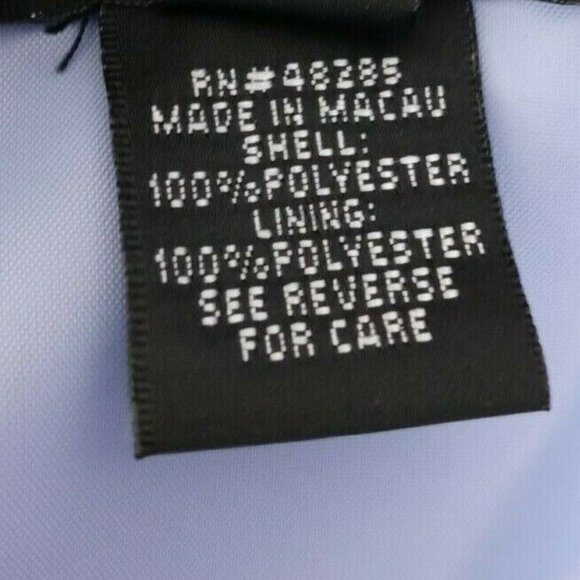 RN#48285
MADE IN MACAU
SHELL:
100%POLYESTER
LINING:
100%POLYESTER
SEE REVERSE
FOR CARE